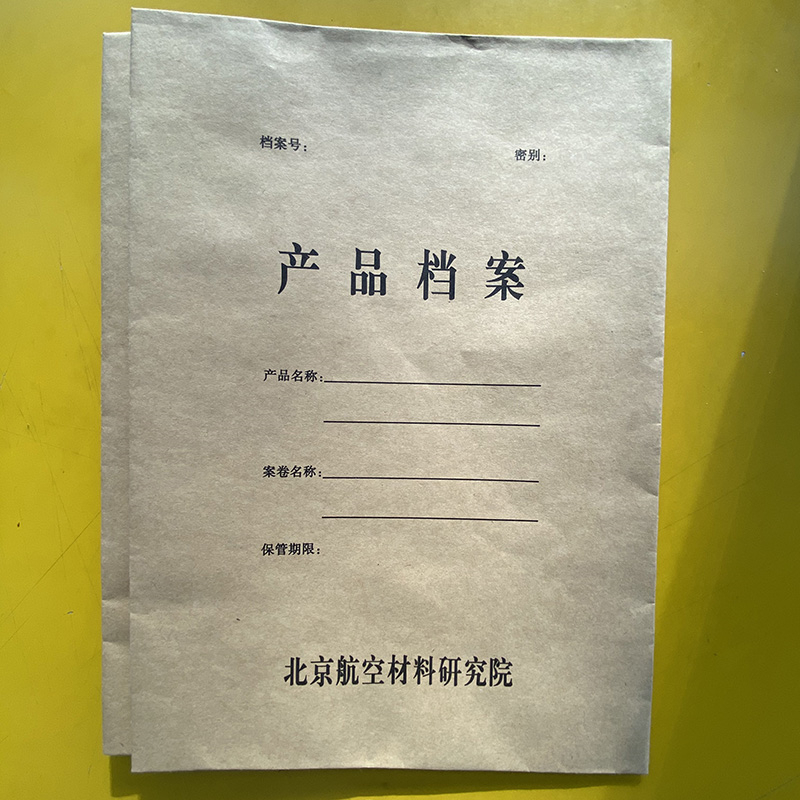 档案号：
密别：
产品档案
产品名称：
案卷名称：
保管期限：
北京航空材料研究院